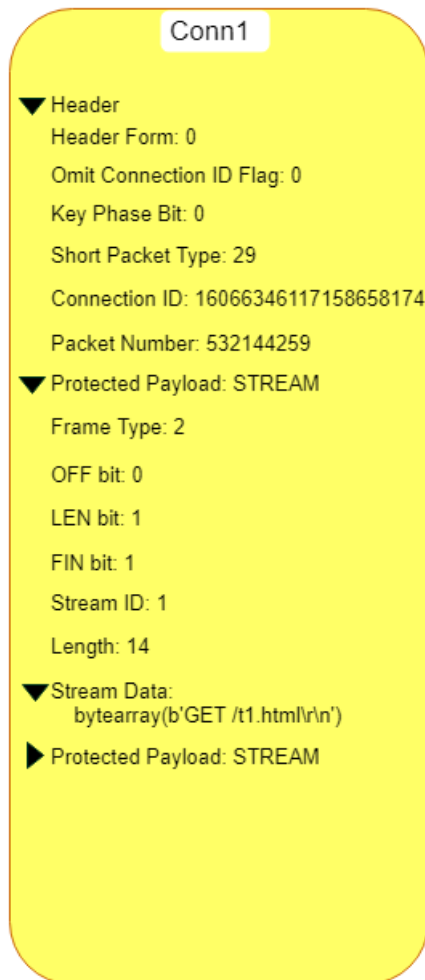 Conn1
Header
Header Form: 0
Omit Connection ID Flag: 0
Key Phase Bit: 0
Short Packet Type: 29
Connection ID: 16066346117158658174
Packet Number: 532144259
Protected Payload: STREAM
Frame Type: 2
OFF bit: 0
LEN bit: 1
FIN bit: 1
Stream ID: 1
Length: 14
Stream Data:
bytearray(b'GET /t1.html\r\n')
Protected Payload: STREAM